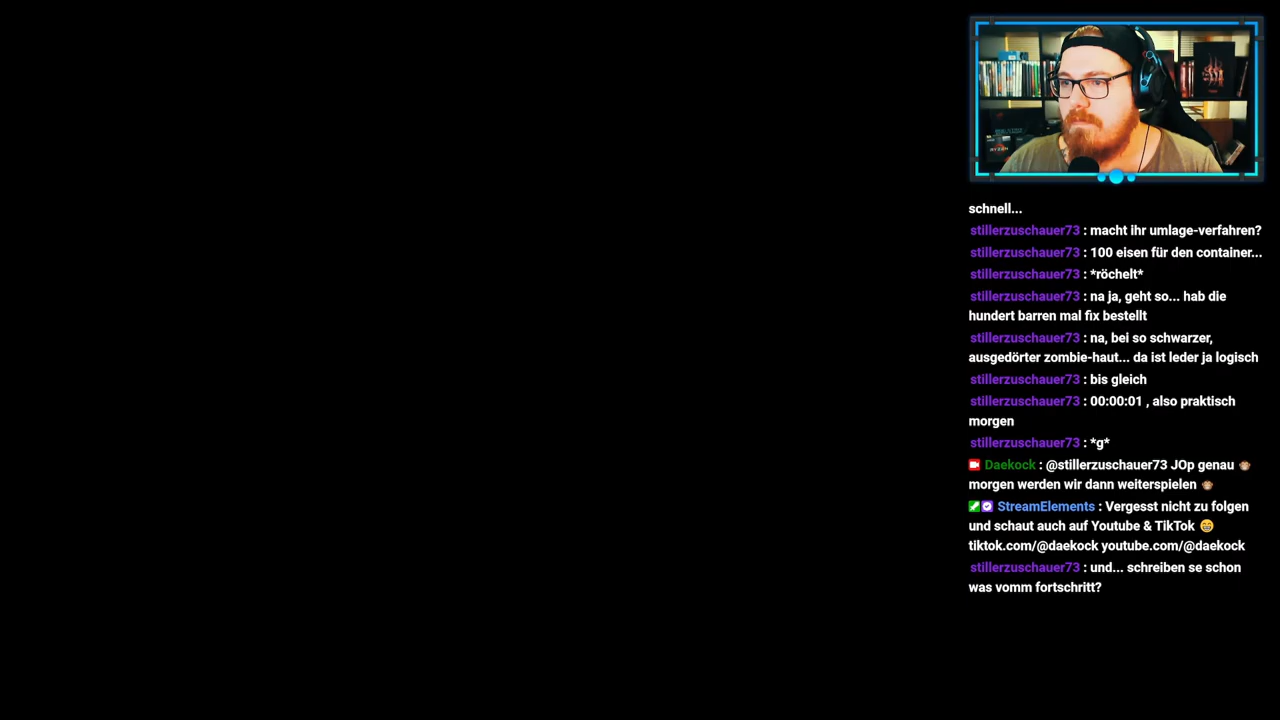 schnell...
stillerzuschauer73 : macht ihr umlage-verfahren?
stillerzuschauer73 : 100 eisen für den container...
stillerzuschauer73 : *röchelt*
stillerzuschauer73 : na ja, geht so... hab die
hundert barren mal fix bestellt
stillerzuschauer73 : na, bei so schwarzer,
ausgedörter zombie-haut... da ist leder ja logisch
stillerzuschauer73 : bis gleich
stillerzuschauer73 : 00:00:01 , also praktisch
morgen
stillerzuschauer73 : *g*
Daekock : @stillerzuschauer73 JOp genau 🐵
morgen werden wir dann weiterspielen 🐵
StreamElements : Vergesst nicht zu folgen
und schaut auch auf Youtube & TikTok 😁
tiktok.com/@daekock youtube.com/@daekock
stillerzuschauer73 : und... schreiben se schon
was vomm fortschritt?